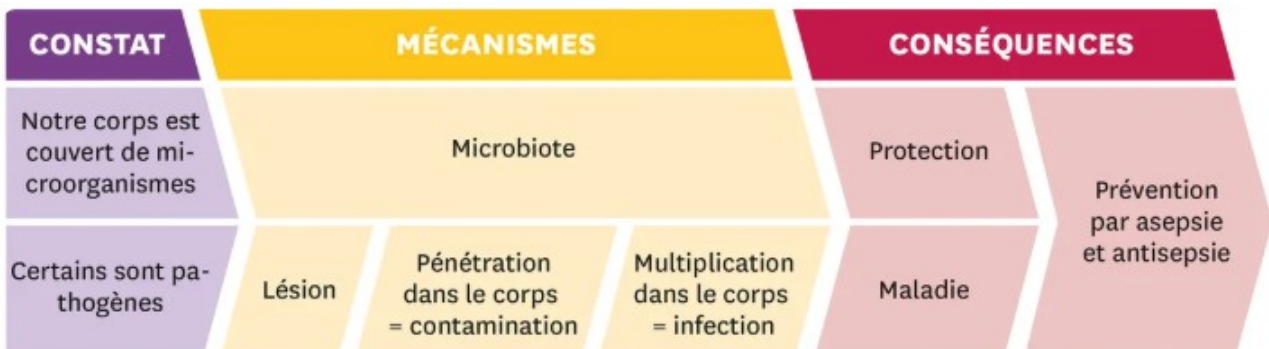 CONSTAT
MÉCANISMES
CONSÉQUENCES
Notre corps est
couvert de mi-
croorganismes
Microbiote
Protection
Prévention
par asepsie
et antisepsie
Certains sont pa-
thogènes
Lésion
Pénétration
dans le corps
= contamination
Multiplication
dans le corps
= infection
Maladie